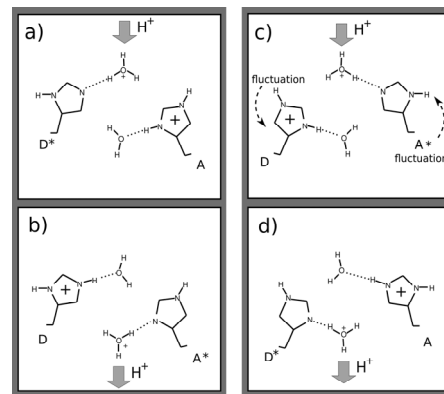 a)
H+
H
O
H + H
H N N
H
N
O H N
H
+
D*
A
c)
H+
H
O
H + H
fluctuation
H
N
N N H
+
N H O
H
D
A *
fluctuation
b)
H
H N N H O
+ H
H
N
N
D
H
O
H + H
A*
H+
d)
H
O
H H N
+
N
H
H
N
N
H + H
O
H
D*
A
H+